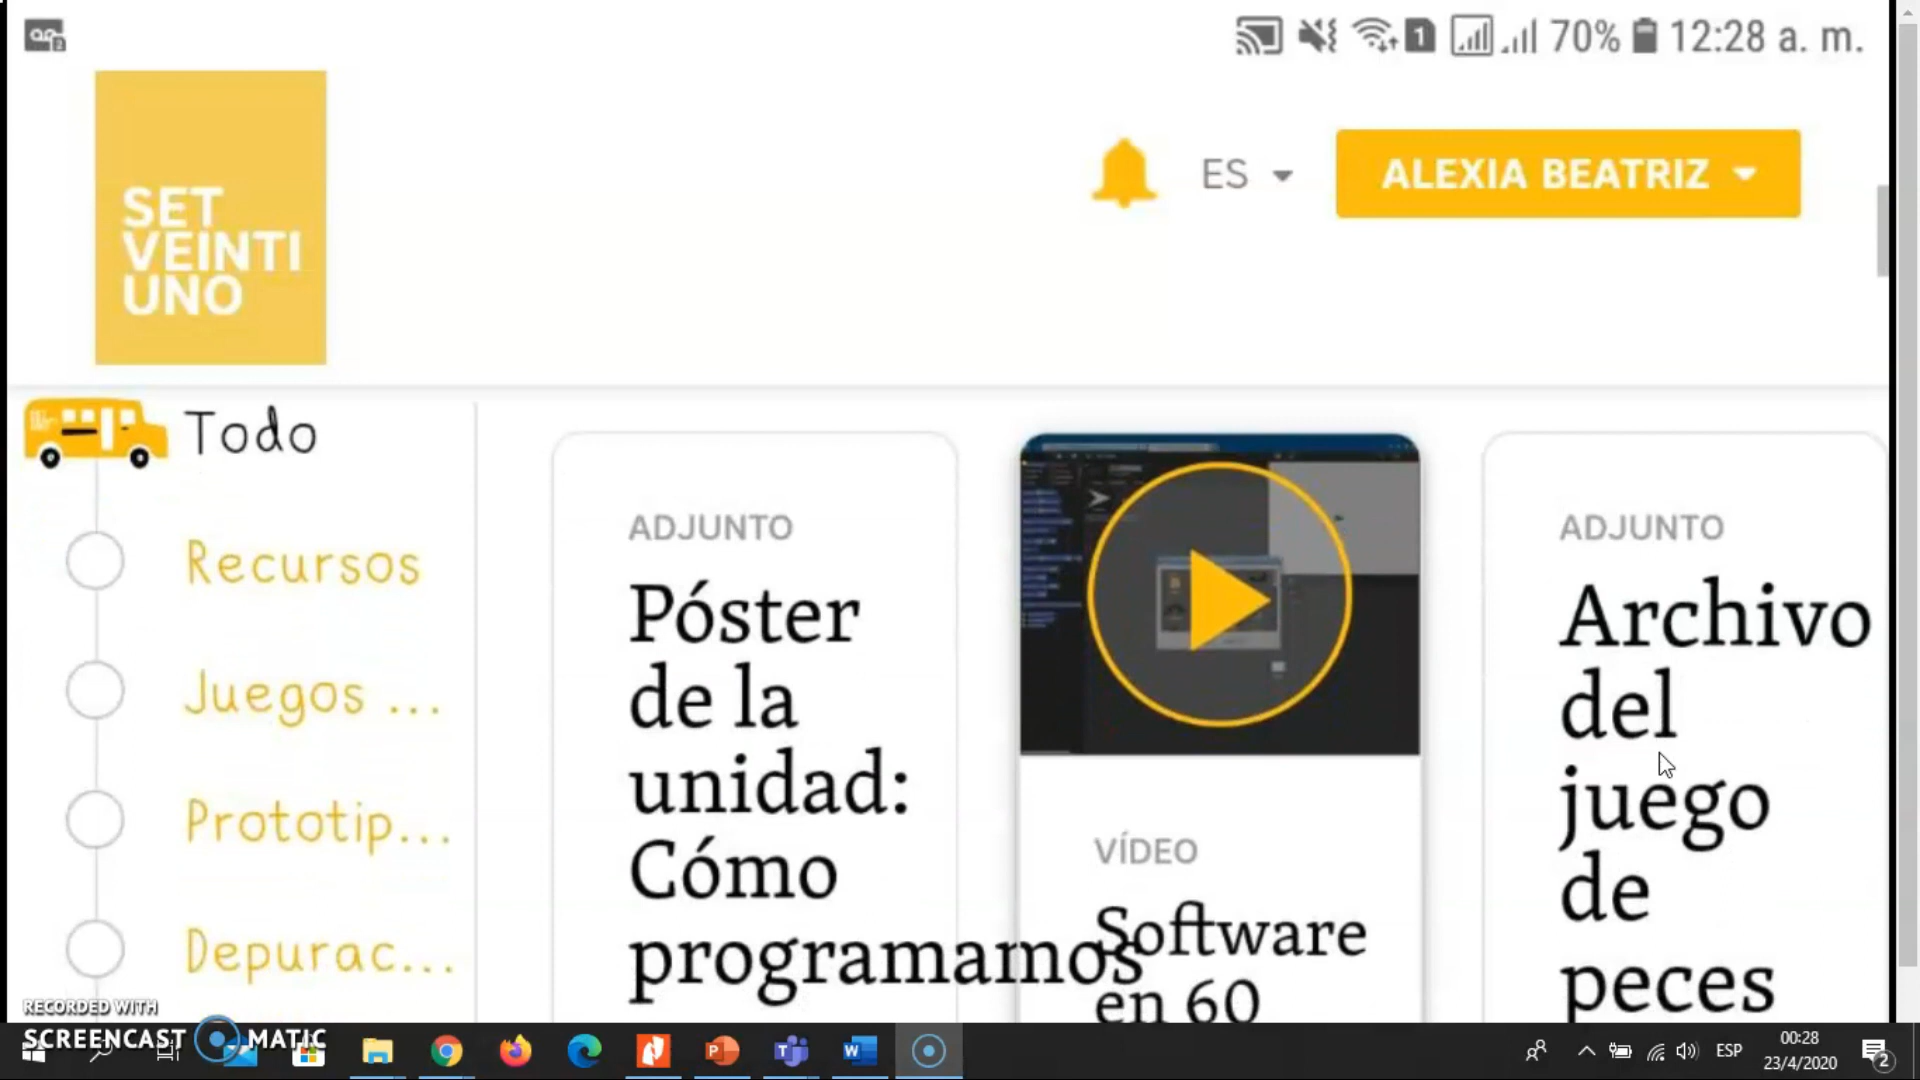 1 70% 12:28 a. m.
SET
VEINTI
UNO
ES
ALEXIA BEATRIZ
Todo
Recursos
Juegos ...
Prototip...
Depurac...
ADJUNTO
Póster
de la
unidad:
Cómo
programamos
VÍDEO
Software
en 60
ADJUNTO
Archivo
del
juego
de
peces
RECORDED WITH
SCREENCAST MATIC
ESP
00:28
23/4/2020
2